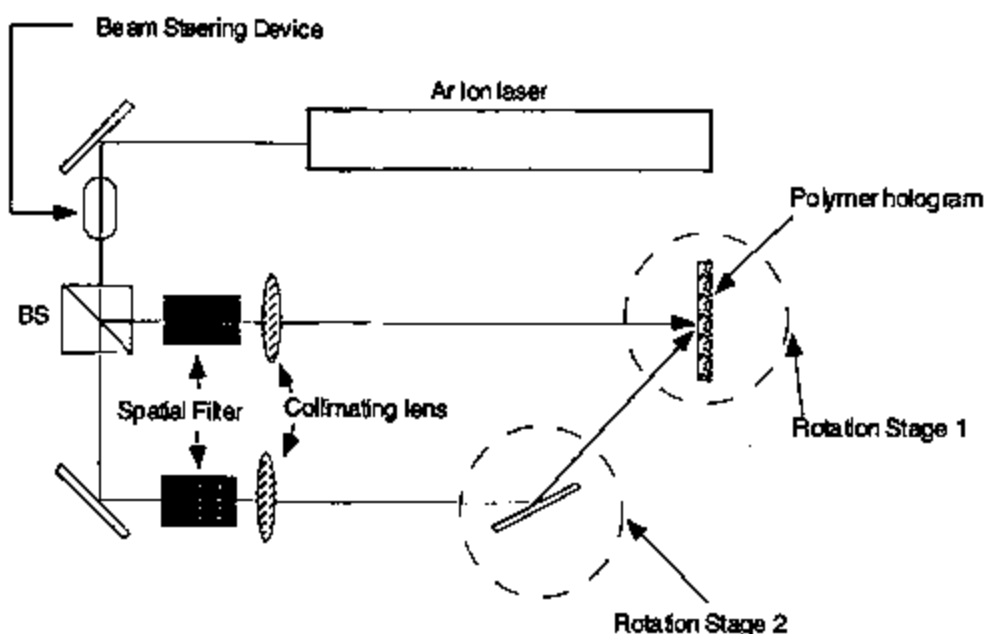 Beam Steering Device
Ar Ion laser
Polymer hologram
BS
Spatial Filter
Collimating lens
Rotation Stage 1
Rotation Stage 2